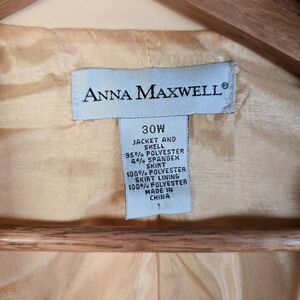 ANNA MAXWELL®
30W
JACKET AND
SHELL
96% POLYESTER
4% SPANDEX
SKIRT
100% POLYESTER
SKIRT LINING
100% POLYESTER
MADE IN
CHINA
1